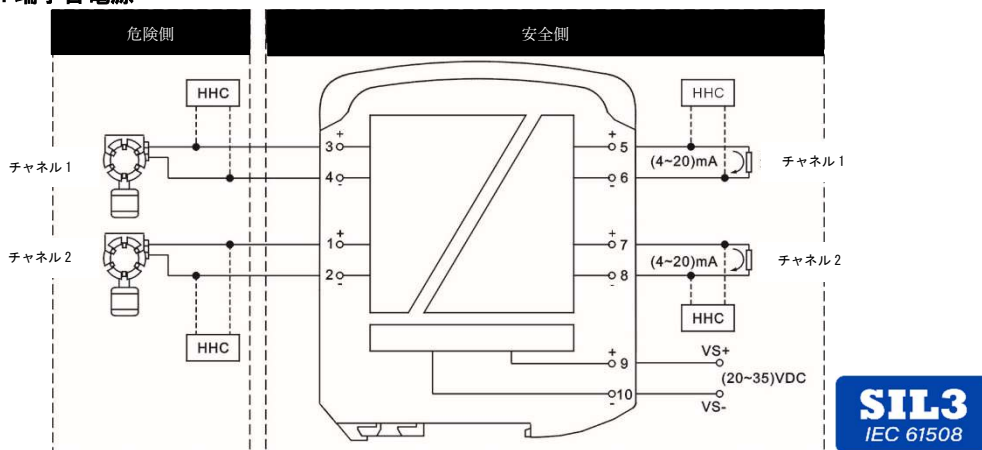 端子台電源
危険側
安全側
HHC
HHC
チャネル 1
3
+
4
-
+
5
6
-
(4~20)mA
チャネル 1
チャネル 2
1
+
2
-
+
7
8
-
(4~20)mA
チャネル 2
HHC
HHC
+
9
10
-
VS+
(20~35)VDC
VS-
SIL3
IEC 61508